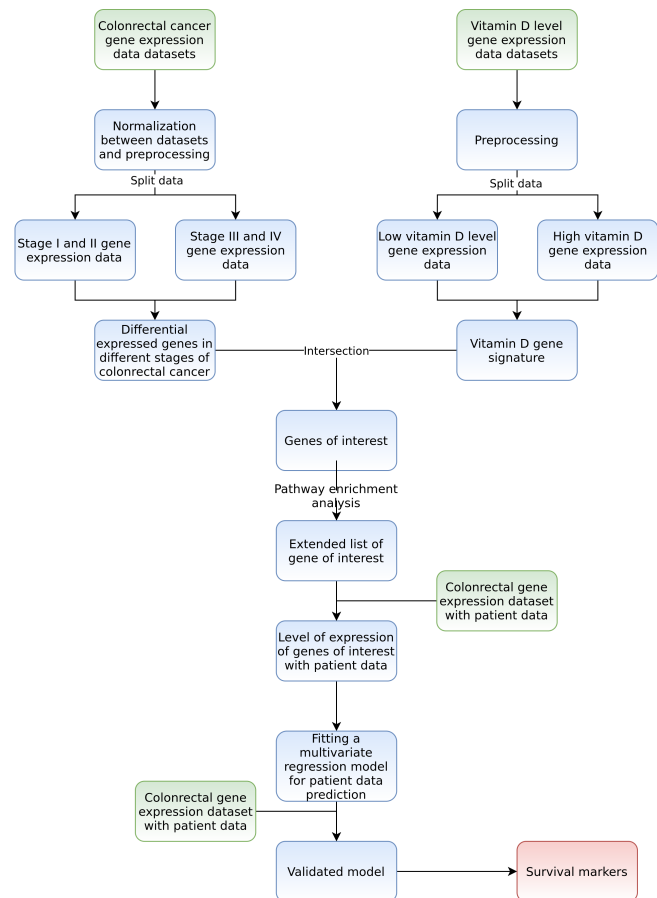 Colonrectal cancer
gene expression
data datasets
Vitamin D level
gene expression
data datasets
Normalization
between datasets
and preprocessing
Preprocessing
Split data
Split data
Stage I and II gene
expression data
Stage III and IV
gene expression
data
Low vitamin D level
gene expression
data
High vitamin D
gene expression
data
Differential
expressed genes in
different stages of
colonrectal cancer
Intersection
Vitamin D gene
signature
Genes of interest
Pathway enrichment
analysis
Extended list of
gene of interest
Colonrectal gene
expression dataset
with patient data
Level of expression
of genes of interest
with patient data
Fitting a
multivariate
regression model
for patient data
prediction
Colonrectal gene
expression dataset
with patient data
Validated model
Survival markers